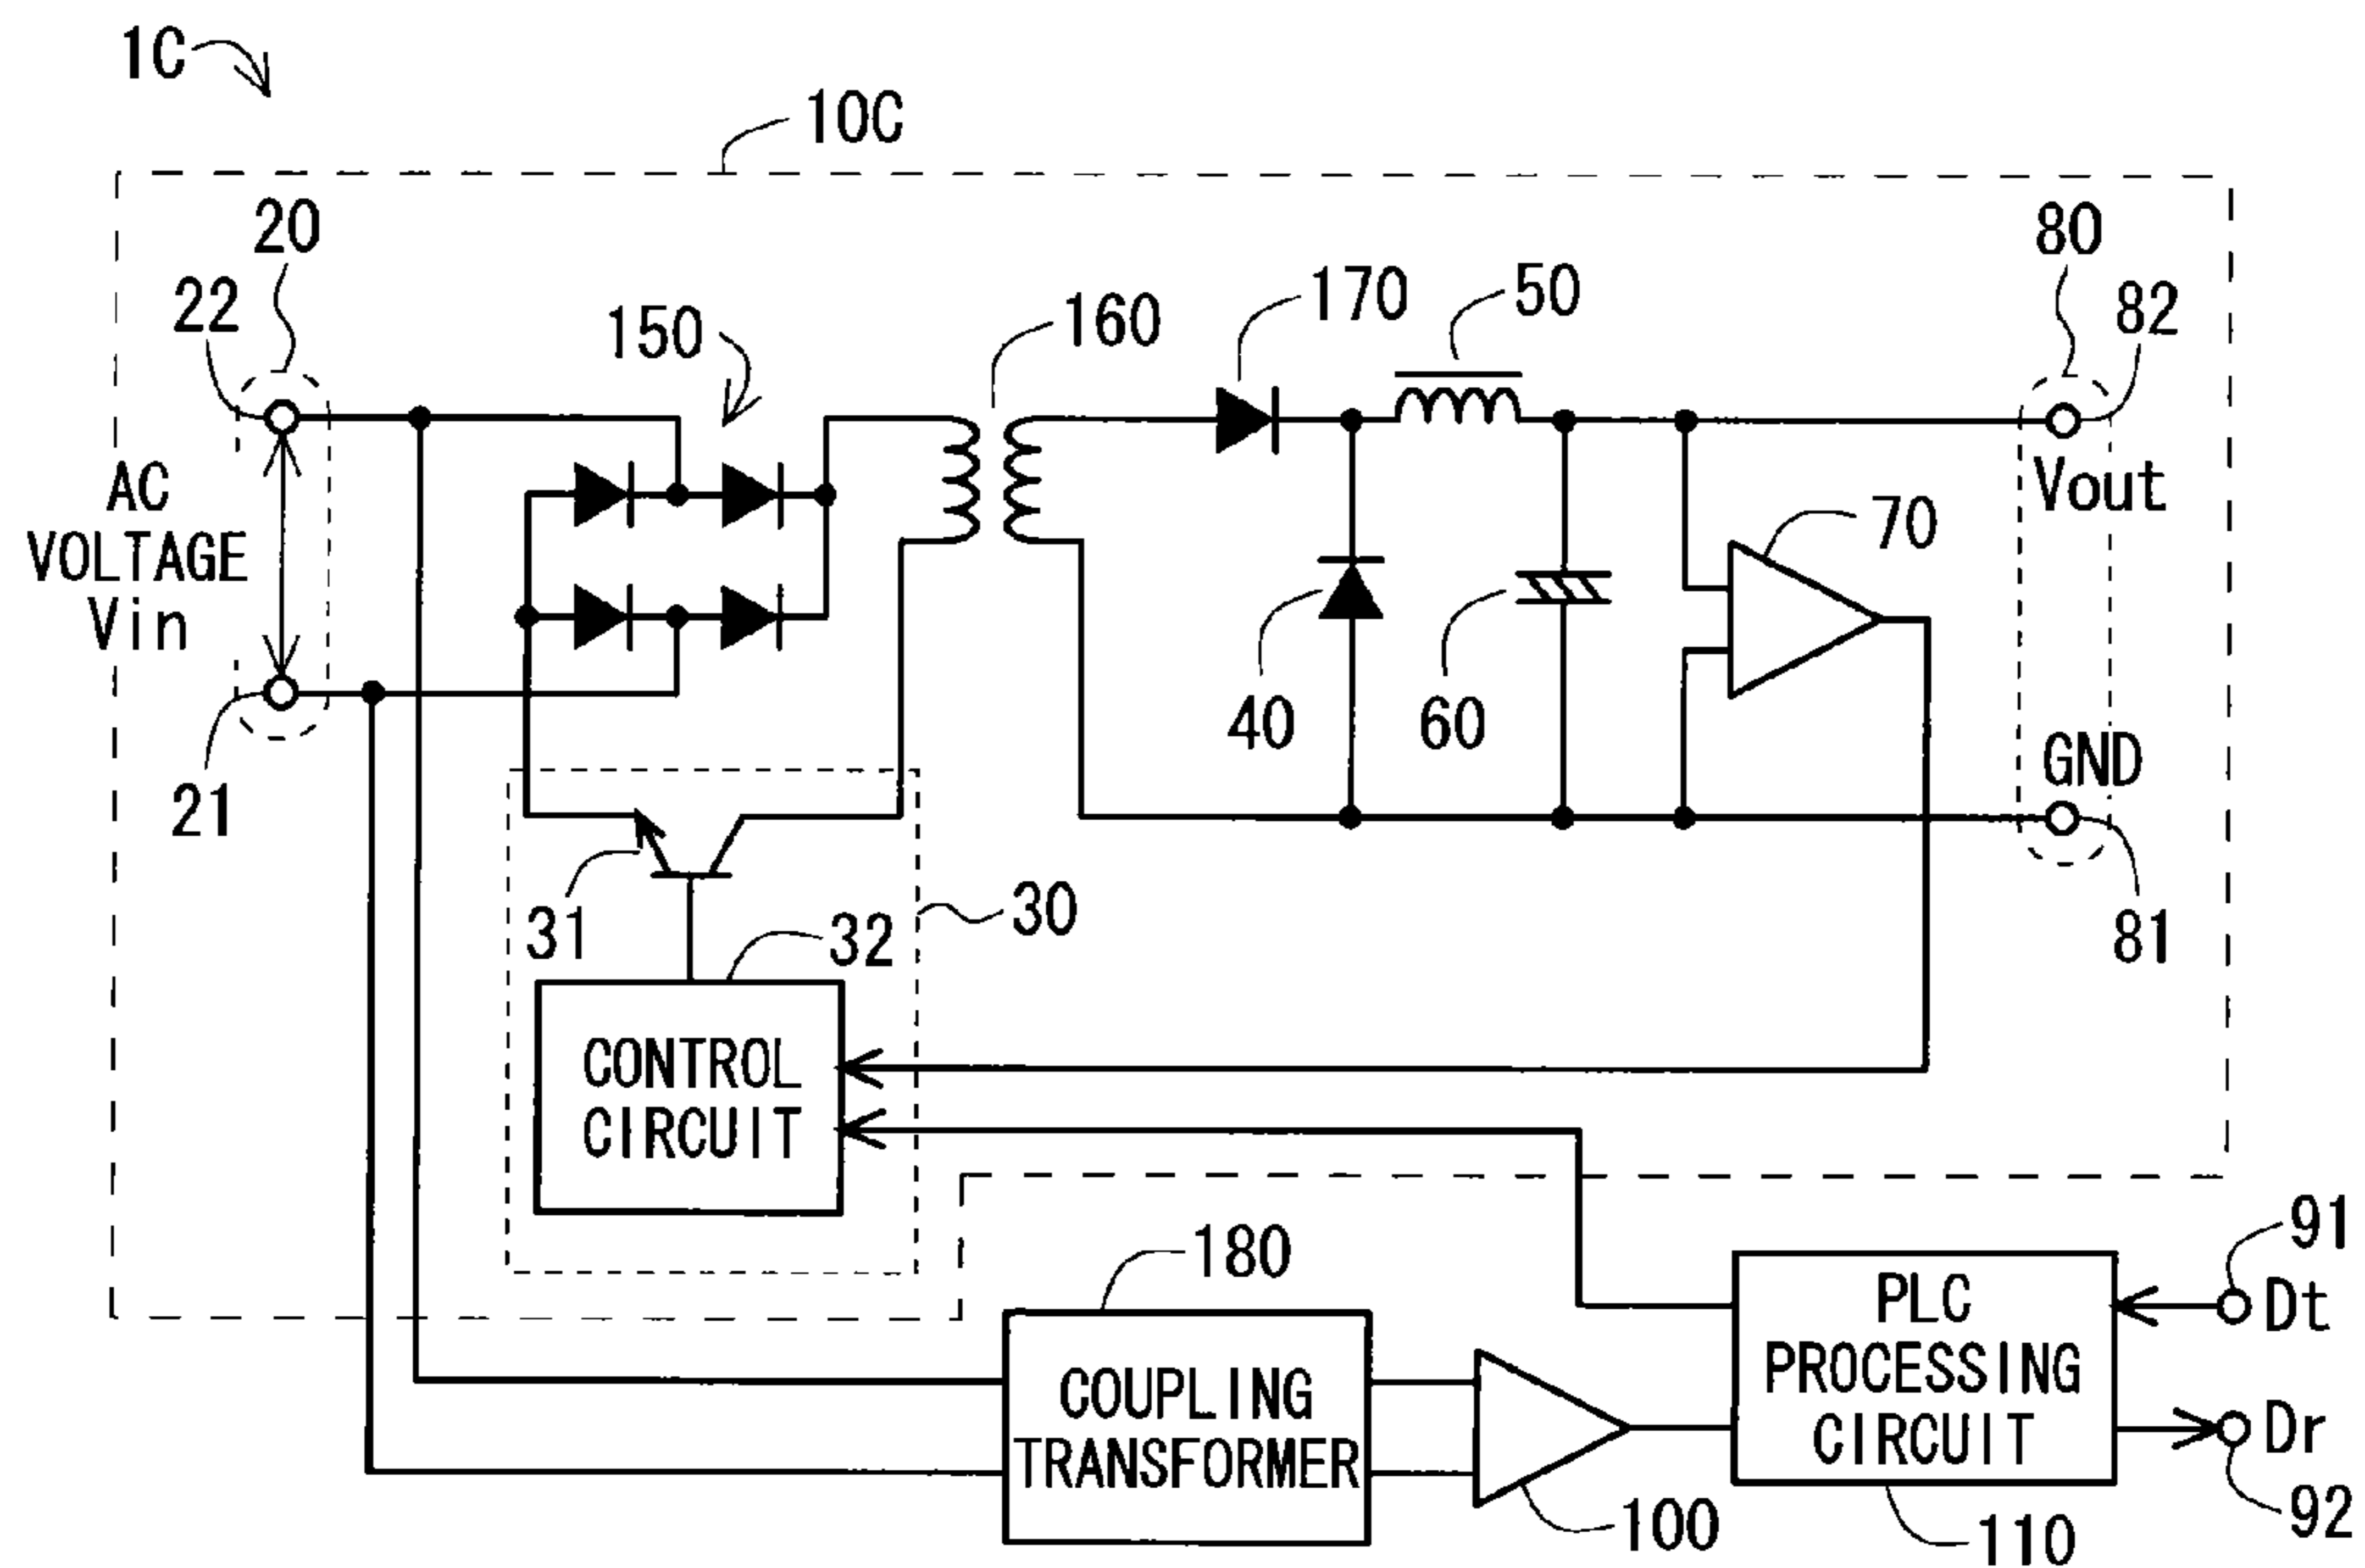 1C
10C
20
22
150
160
170
50
80
82
AC
VOLTAGE
Vin
Vout
70
40
60
GND
21
31
32
30
81
CONTROL
CIRCUIT
180
91
PLC
PROCESSING
CIRCUIT
Dt
COUPLING
TRANSFORMER
Dr
100
110
92